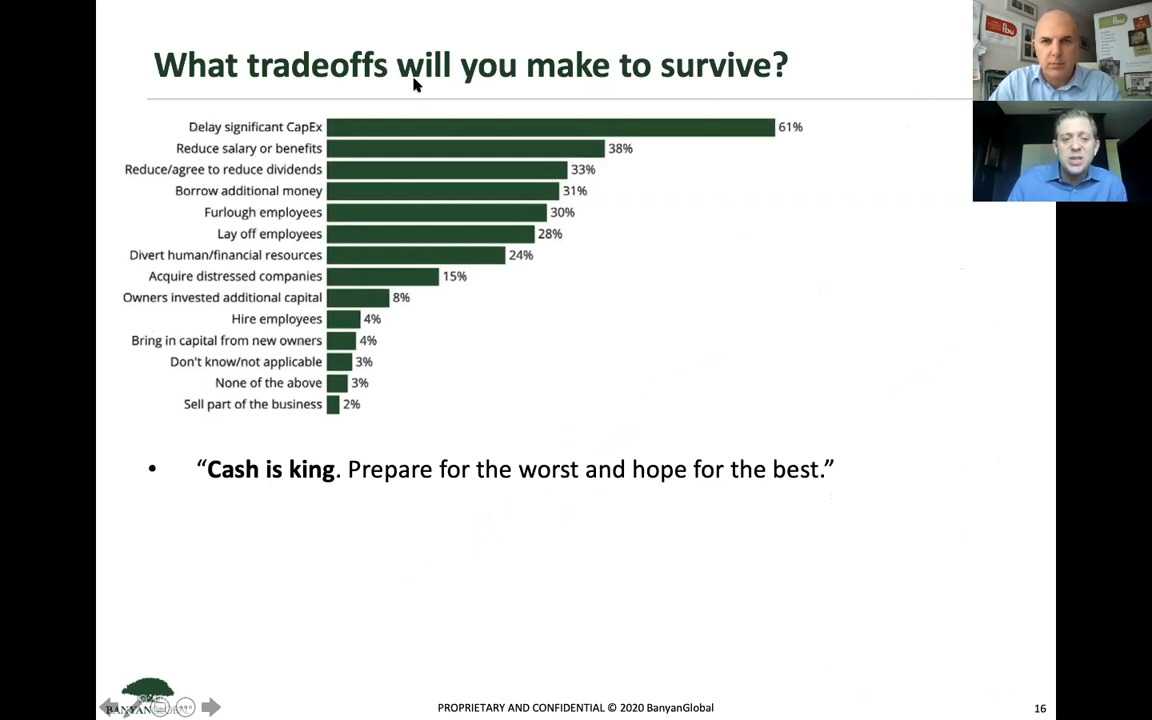 What tradeoffs will you make to survive?
Delay significant CapEx 61%
Reduce salary or benefits 38%
Reduce/agree to reduce dividends 33%
Borrow additional money 31%
Furlough employees 30%
Lay off employees 28%
Divert human/financial resources 24%
Acquire distressed companies 15%
Owners invested additional capital 8%
Hire employees 4%
Bring in capital from new owners 4%
Don't know/not applicable 3%
None of the above 3%
Sell part of the business 2%
• “Cash is king. Prepare for the worst and hope for the best.”
PROPRIETARY AND CONFIDENTIAL © 2020 BanyanGlobal
16
fbu